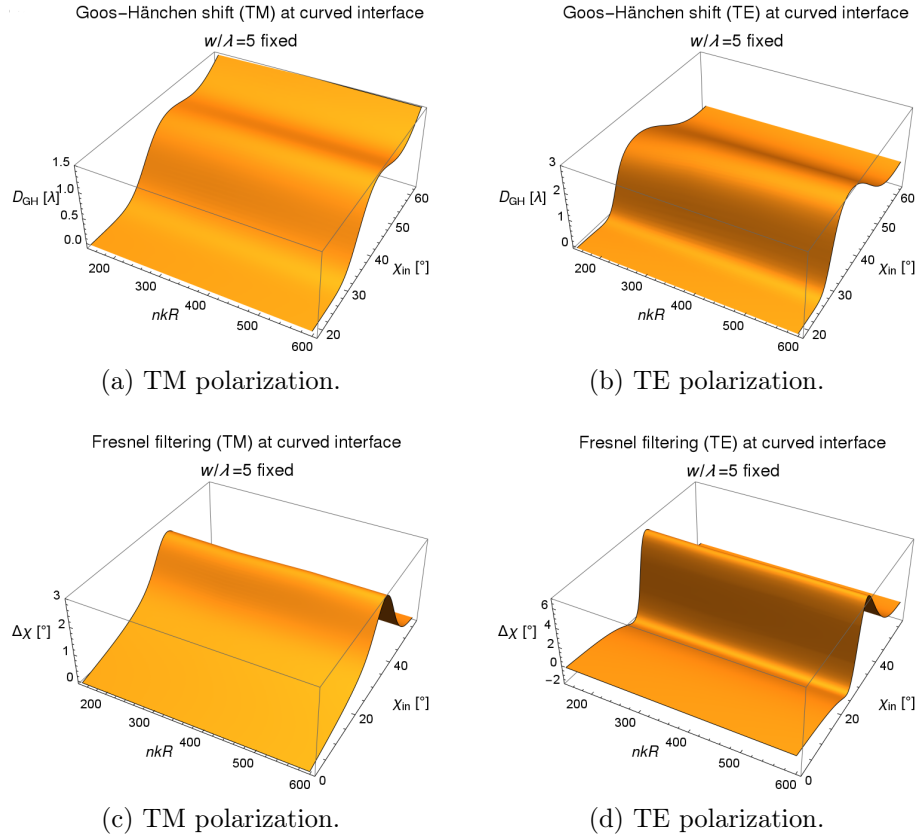 Goos-Hänchen shift (TM) at curved interface
w/λ=5 fixed
1.5
1.0
0.5
0.0
D_GH [λ]
200
300
400
500
600
nkR
20
30
40
50
60
χ_in [°]
(a) TM polarization.
Goos-Hänchen shift (TE) at curved interface
w/λ=5 fixed
3
2
1
0
D_GH [λ]
200
300
400
500
600
nkR
20
30
40
50
60
χ_in [°]
(b) TE polarization.
Fresnel filtering (TM) at curved interface
w/λ=5 fixed
3
2
1
0
Δχ [°]
200
300
400
500
600
nkR
0
20
40
χ_in [°]
(c) TM polarization.
Fresnel filtering (TE) at curved interface
w/λ=5 fixed
6
4
2
0
-2
Δχ [°]
200
300
400
500
600
nkR
0
20
40
χ_in [°]
(d) TE polarization.